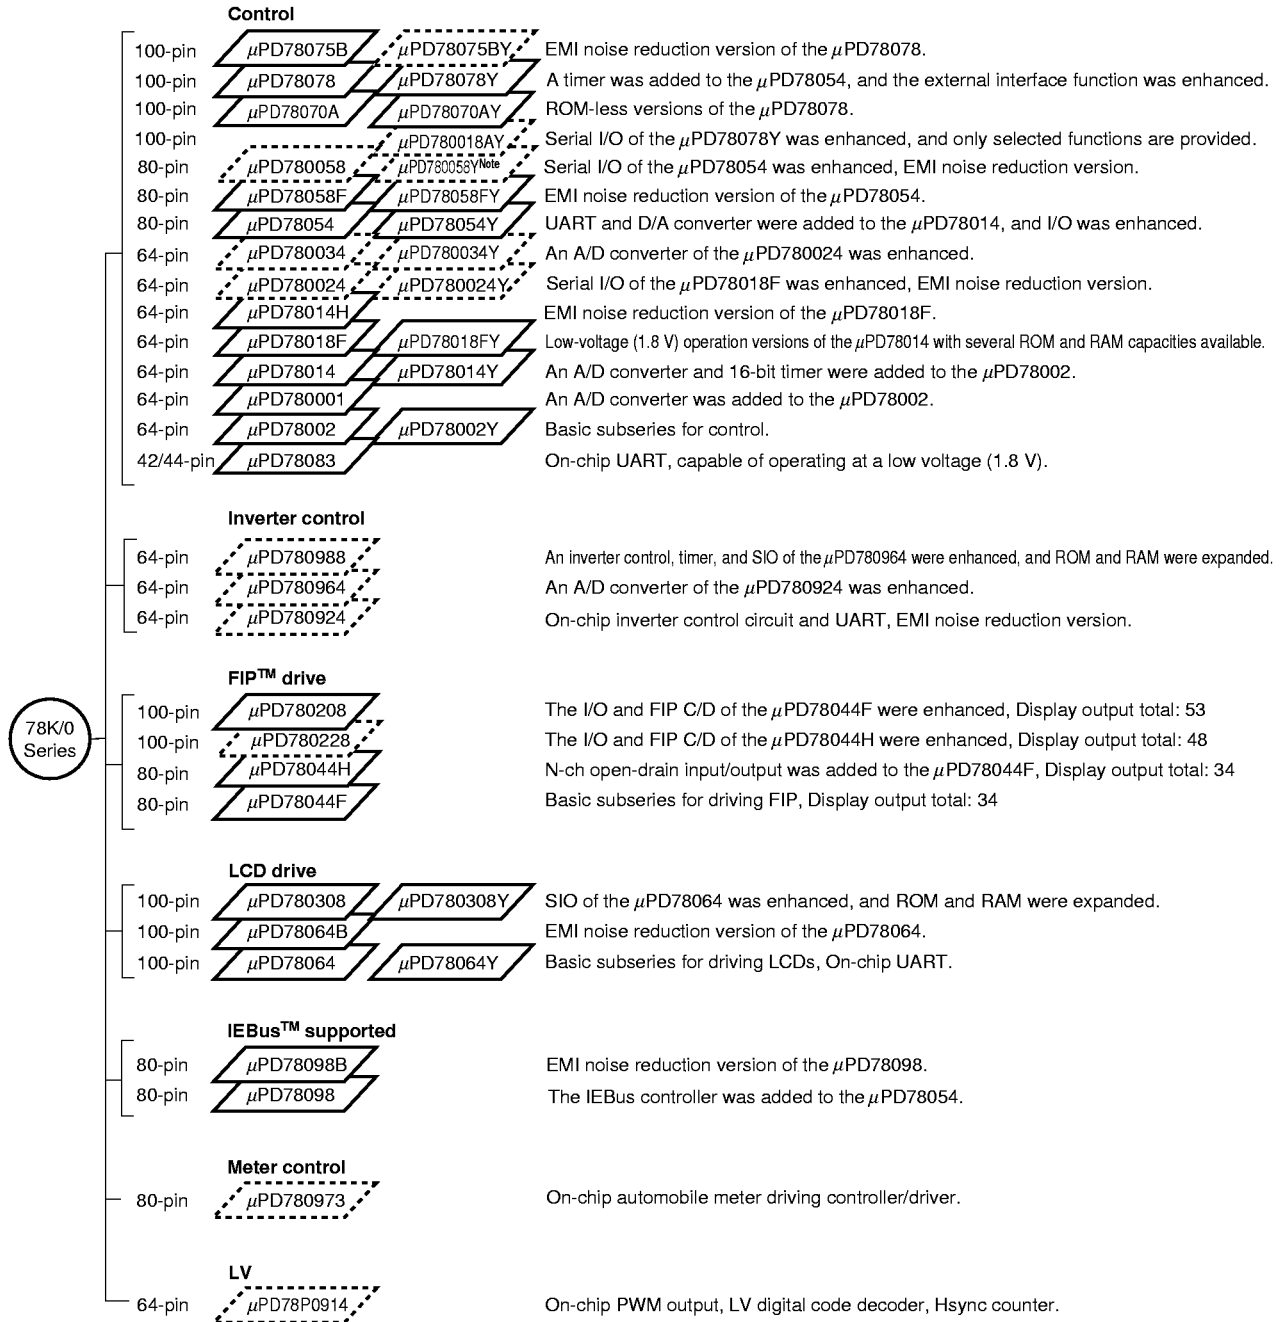 Control
100-pin μPD78075B μPD78075BY EMI noise reduction version of the μPD78078.
100-pin μPD78078 μPD78078Y A timer was added to the μPD78054, and the external interface function was enhanced.
100-pin μPD78070A μPD78070AY ROM-less versions of the μPD78078.
100-pin μPD780018AY Serial I/O of the μPD78078Y was enhanced, and only selected functions are provided.
80-pin μPD780058 μPD780058YNote Serial I/O of the μPD78054 was enhanced, EMI noise reduction version.
80-pin μPD78058F μPD78058FY EMI noise reduction version of the μPD78054.
80-pin μPD78054 μPD78054Y UART and D/A converter were added to the μPD78014, and I/O was enhanced.
64-pin μPD780034 μPD780034Y An A/D converter of the μPD780024 was enhanced.
64-pin μPD780024 μPD780024Y Serial I/O of the μPD78018F was enhanced, EMI noise reduction version.
64-pin μPD78014H EMI noise reduction version of the μPD78018F.
64-pin μPD78018F μPD78018FY Low-voltage (1.8 V) operation versions of the μPD78014 with several ROM and RAM capacities available.
64-pin μPD78014 μPD78014Y An A/D converter and 16-bit timer were added to the μPD78002.
64-pin μPD780001 An A/D converter was added to the μPD78002.
64-pin μPD78002 μPD78002Y Basic subseries for control.
42/44-pin μPD78083 On-chip UART, capable of operating at a low voltage (1.8 V).
Inverter control
64-pin μPD780988 An inverter control, timer, and SIO of the μPD780964 were enhanced, and ROM and RAM were expanded.
64-pin μPD780964 An A/D converter of the μPD780924 was enhanced.
64-pin μPD780924 On-chip inverter control circuit and UART, EMI noise reduction version.
78K/0
Series
FIP™ drive
100-pin μPD780208 The I/O and FIP C/D of the μPD78044F were enhanced, Display output total: 53
100-pin μPD780228 The I/O and FIP C/D of the μPD78044H were enhanced, Display output total: 48
80-pin μPD78044H N-ch open-drain input/output was added to the μPD78044F, Display output total: 34
80-pin μPD78044F Basic subseries for driving FIP, Display output total: 34
LCD drive
100-pin μPD780308 μPD780308Y SIO of the μPD78064 was enhanced, and ROM and RAM were expanded.
100-pin μPD78064B EMI noise reduction version of the μPD78064.
100-pin μPD78064 μPD78064Y Basic subseries for driving LCDs, On-chip UART.
IEBus™ supported
80-pin μPD78098B EMI noise reduction version of the μPD78098.
80-pin μPD78098 The IEBus controller was added to the μPD78054.
Meter control
80-pin μPD780973 On-chip automobile meter driving controller/driver.
LV
64-pin μPD78P0914 On-chip PWM output, LV digital code decoder, Hsync counter.